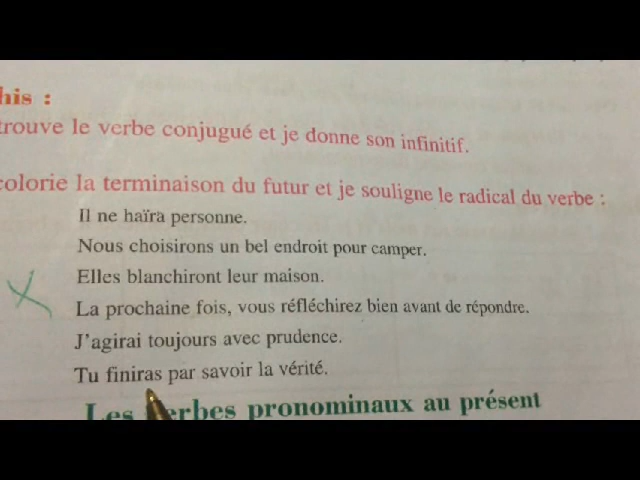 his :
trouve le verbe conjugué et je donne son infinitif.
colorie la terminaison du futur et je souligne le radical du verbe :
Il ne haïra personne.
Nous choisirons un bel endroit pour camper.
Elles blanchiront leur maison.
La prochaine fois, vous réfléchirez bien avant de répondre.
J'agirai toujours avec prudence.
Tu finiras par savoir la vérité.
Les verbes pronominaux au présent